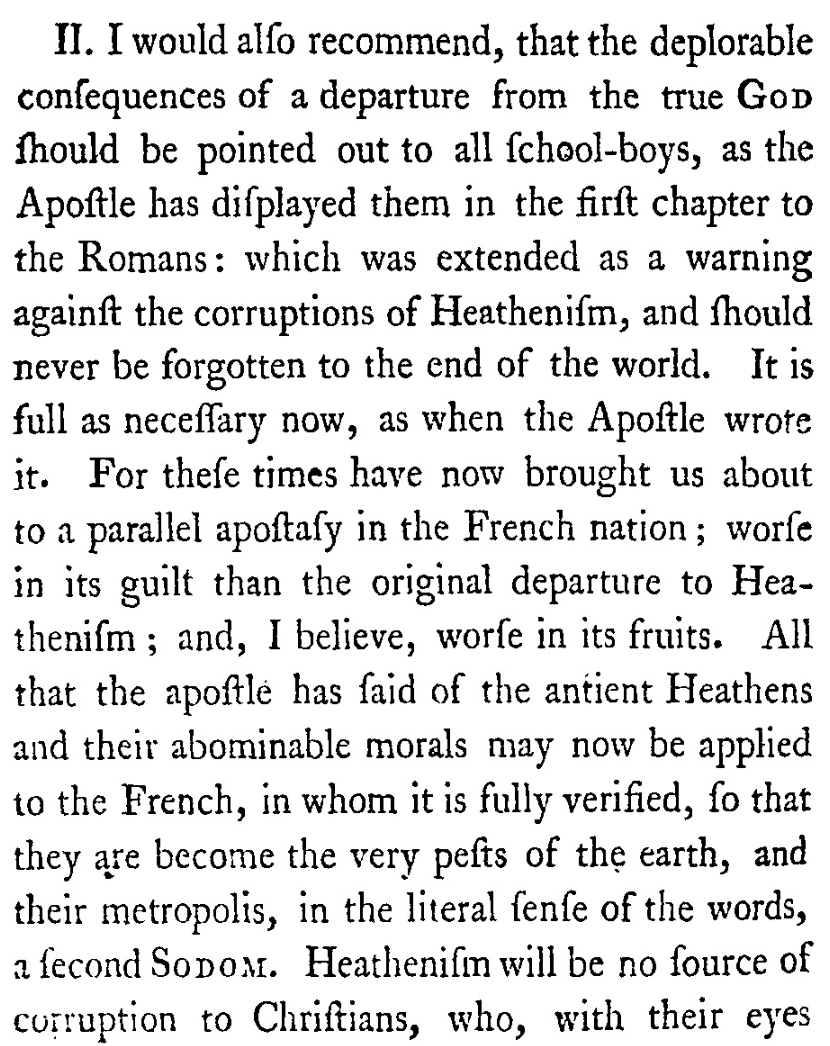 II. I would alſo recommend, that the deplorable
conſequences of a departure from the true GOD
ſhould be pointed out to all ſchool-boys, as the
Apoſtle has diſplayed them in the firſt chapter to
the Romans: which was extended as a warning
againſt the corruptions of Heatheniſm, and ſhould
never be forgotten to the end of the world. It is
full as neceſſary now, as when the Apoſtle wrote
it. For theſe times have now brought us about
to a parallel apoſtaſy in the French nation; worſe
in its guilt than the original departure to Hea-
theniſm; and, I believe, worſe in its fruits. All
that the apoſtle has ſaid of the antient Heathens
and their abominable morals may now be applied
to the French, in whom it is fully verified, ſo that
they are become the very peſts of the earth, and
their metropolis, in the literal ſenſe of the words,
a ſecond SODOM. Heatheniſm will be no ſource of
corruption to Chriſtians, who, with their eyes